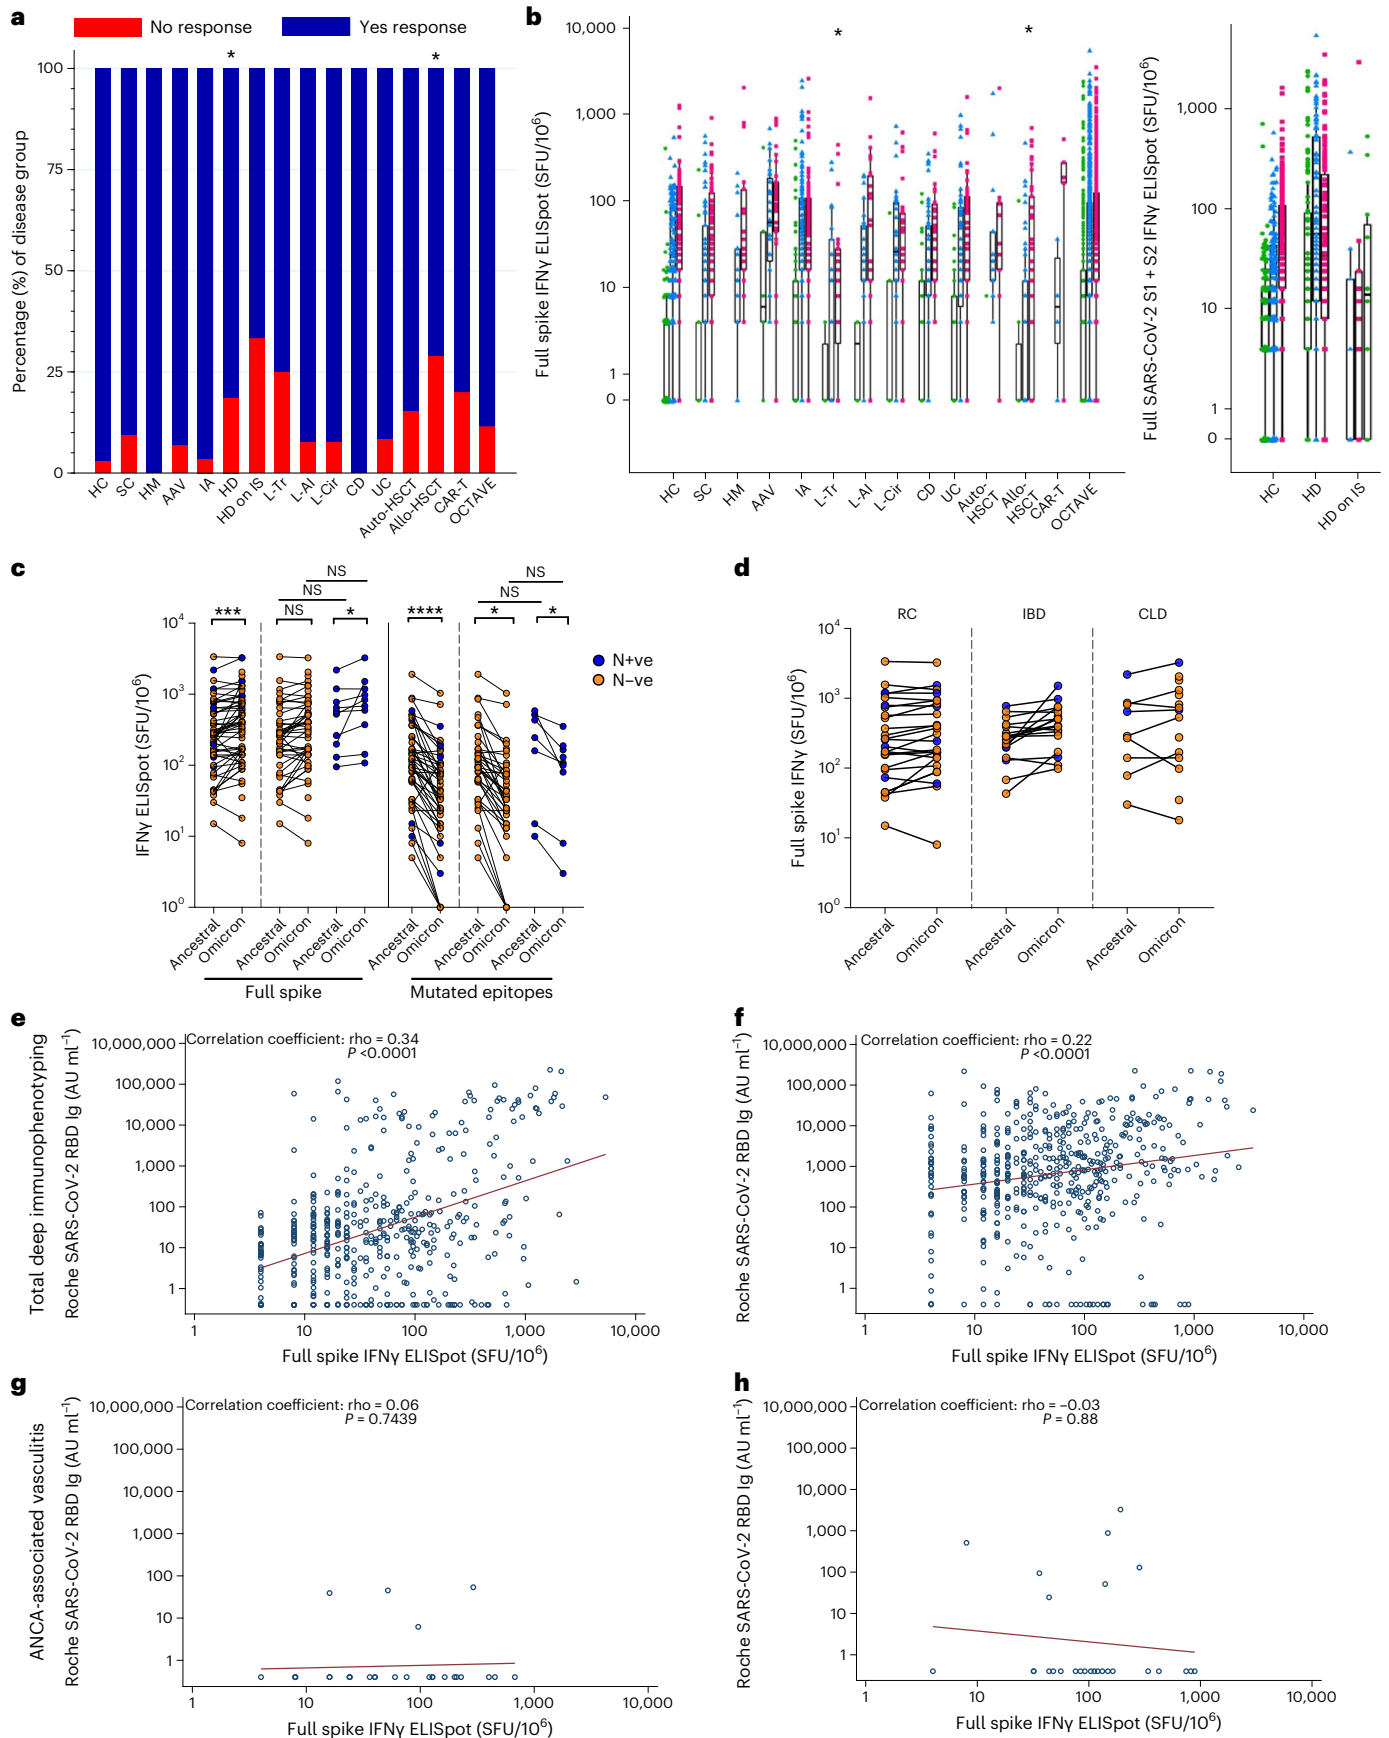 a
No response
Yes response
*
*
Percentage (%) of disease group
100
75
50
25
0
HC
SC
HM
AAV
IA
HD
HD on IS
L-Tr
L-AI
L-Cir
CD
UC
Auto-HSCT
Allo-HSCT
CAR-T
OCTAVE
b
*
*
Full spike IFNγ ELISpot (SFU/10⁶)
10,000
1,000
100
10
1
0
HC
SC
HM
AAV
IA
L-Tr
L-AI
L-Cir
CD
UC
Auto-
HSCT
Allo-
HSCT
CAR-T
OCTAVE
Full SARS-CoV-2 S1 + S2 IFNγ ELISpot (SFU/10⁶)
1,000
100
10
1
0
HC
HD
HD on IS
c
NS
NS
NS
NS
***
NS
*
****
*
*
IFNγ ELISpot (SFU/10⁶)
10⁴
10³
10²
10¹
10⁰
Ancestral
Omicron
Ancestral
Omicron
Ancestral
Omicron
Ancestral
Omicron
Ancestral
Omicron
Ancestral
Omicron
Full spike
Mutated epitopes
N+ve
N−ve
d
RC
IBD
CLD
Full spike IFNγ (SFU/10⁶)
10⁴
10³
10²
10¹
10⁰
Ancestral
Omicron
Ancestral
Omicron
Ancestral
Omicron
e
Total deep immunophenotyping
Roche SARS-CoV-2 RBD Ig (AU ml⁻¹)
Correlation coefficient: rho = 0.34
P <0.0001
10,000,000
100,000
10,000
1,000
100
10
1
1
10
100
1,000
10,000
Full spike IFNγ ELISpot (SFU/10⁶)
f
Roche SARS-CoV-2 RBD Ig (AU ml⁻¹)
Correlation coefficient: rho = 0.22
P <0.0001
10,000,000
100,000
10,000
1,000
100
10
1
1
10
100
1,000
10,000
Full spike IFNγ ELISpot (SFU/10⁶)
g
ANCA-associated vasculitis
Roche SARS-CoV-2 RBD Ig (AU ml⁻¹)
Correlation coefficient: rho = 0.06
P = 0.7439
10,000,000
100,000
10,000
1,000
100
10
1
1
10
100
1,000
10,000
Full spike IFNγ ELISpot (SFU/10⁶)
h
Roche SARS-CoV-2 RBD Ig (AU ml⁻¹)
Correlation coefficient: rho = −0.03
P = 0.88
10,000,000
100,000
10,000
1,000
100
10
1
1
10
100
1,000
10,000
Full spike IFNγ ELISpot (SFU/10⁶)